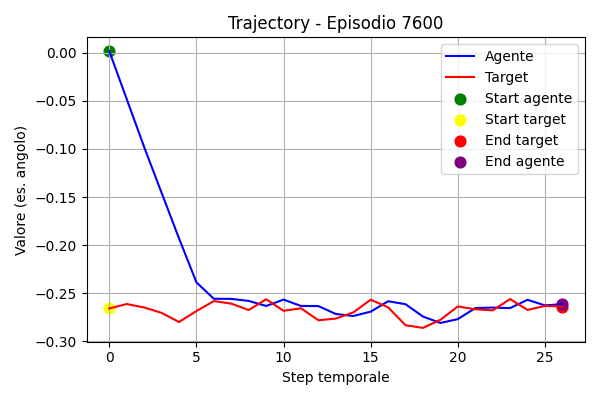 Trajectory - Episodio 7600
Agente
Target
Start agente
Start target
End target
End agente
Valore (es. angolo)
0.00
−0.05
−0.10
−0.15
−0.20
−0.25
−0.30
0 5 10 15 20 25
Step temporale